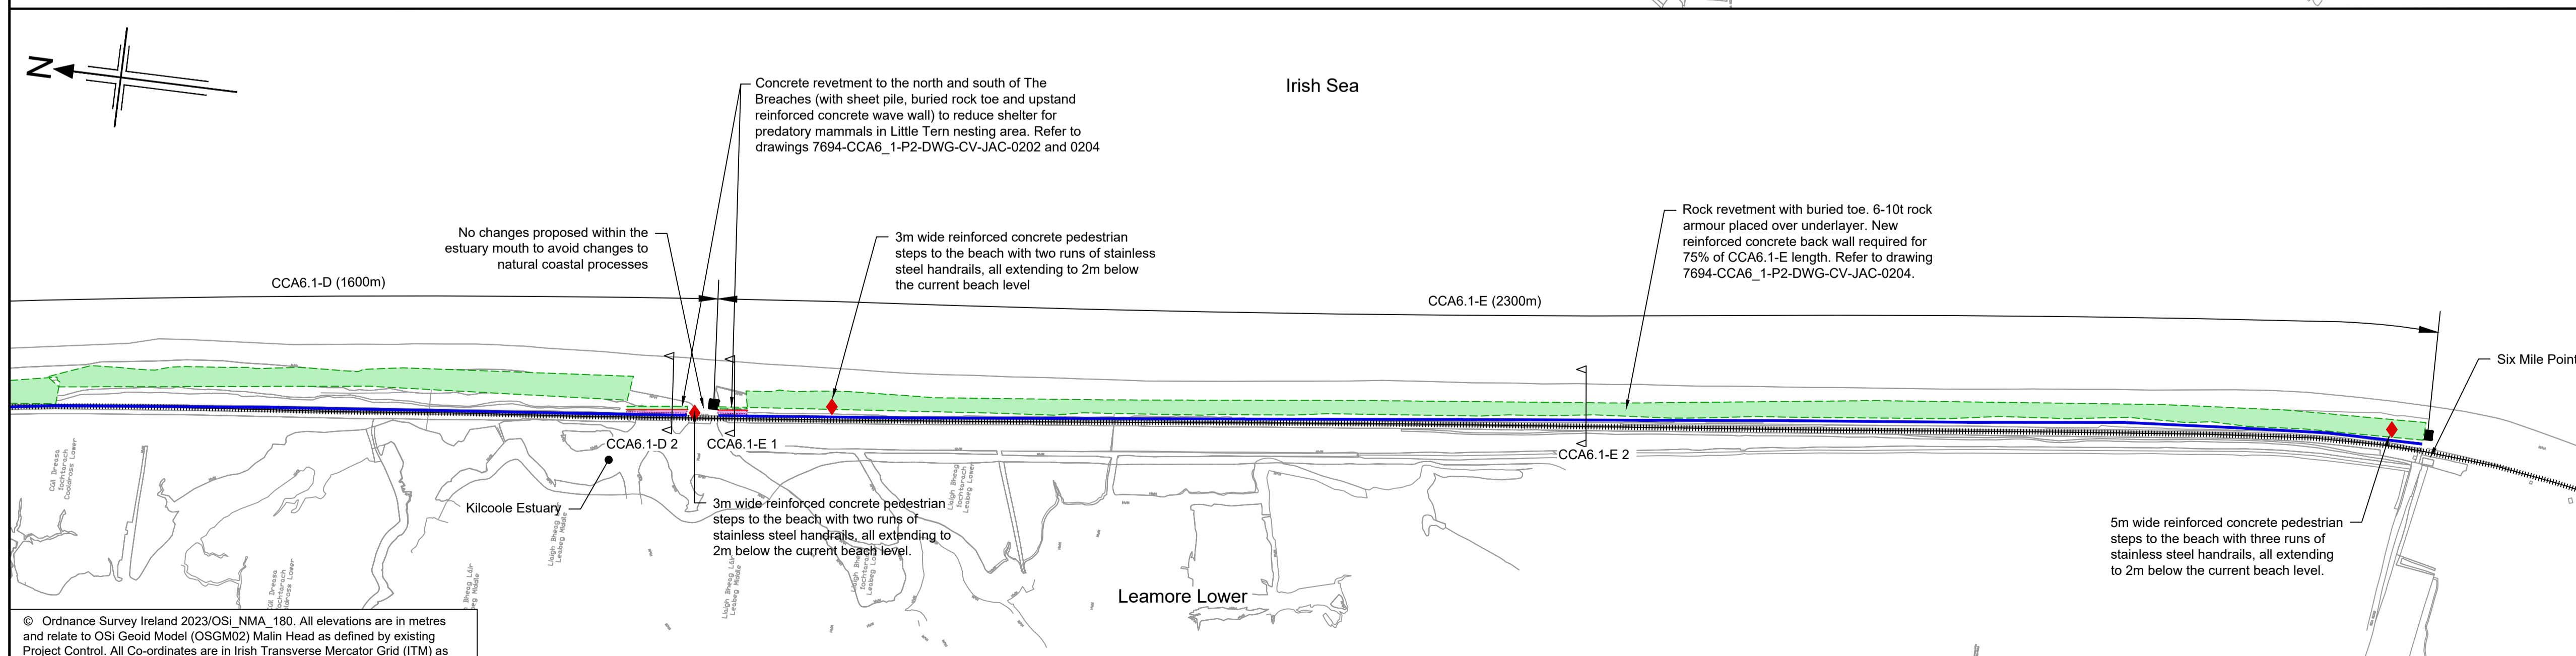 N
Irish Sea
Concrete revetment to the north and south of The
Breaches (with sheet pile, buried rock toe and upstand
reinforced concrete wave wall) to reduce shelter for
predatory mammals in Little Tern nesting area. Refer to
drawings 7694-CCA6_1-P2-DWG-CV-JAC-0202 and 0204
No changes proposed within the
estuary mouth to avoid changes to
natural coastal processes
3m wide reinforced concrete pedestrian
steps to the beach with two runs of stainless
steel handrails, all extending to 2m below
the current beach level
Rock revetment with buried toe. 6-10t rock
armour placed over underlayer. New
reinforced concrete back wall required for
75% of CCA6.1-E length. Refer to drawing
7694-CCA6_1-P2-DWG-CV-JAC-0204.
CCA6.1-D (1600m)
CCA6.1-E (2300m)
Six Mile Point
CCA6.1-D 2
CCA6.1-E 1
CCA6.1-E 2
Kilcoole Estuary
3m wide reinforced concrete pedestrian
steps to the beach with two runs of
stainless steel handrails, all extending to
2m below the current beach level.
5m wide reinforced concrete pedestrian
steps to the beach with three runs of
stainless steel handrails, all extending
to 2m below the current beach level.
Cooldross Lower
Leabeg Middle
Leabeg Middle
Leabeg Lower
Leamore Lower
© Ordnance Survey Ireland 2023/OSi_NMA_180. All elevations are in metres
and relate to OSi Geoid Model (OSGM02) Malin Head as defined by existing
Project Control. All Co-ordinates are in Irish Transverse Mercator Grid (ITM) as